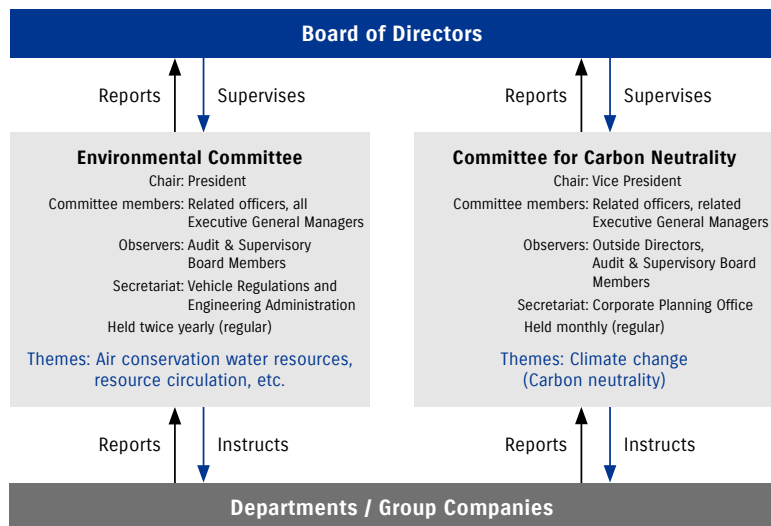 Board of Directors
Reports
Supervises
Reports
Supervises
Environmental Committee
Chair: President
Committee members: Related officers, all
Executive General Managers
Observers: Audit & Supervisory
Board Members
Secretariat: Vehicle Regulations and
Engineering Administration
Held twice yearly (regular)
Themes: Air conservation water resources,
resource circulation, etc.
Committee for Carbon Neutrality
Chair: Vice President
Committee members: Related officers, related
Executive General Managers
Observers: Outside Directors,
Audit & Supervisory Board
Members
Secretariat: Corporate Planning Office
Held monthly (regular)
Themes: Climate change
(Carbon neutrality)
Reports
Instructs
Reports
Instructs
Departments / Group Companies